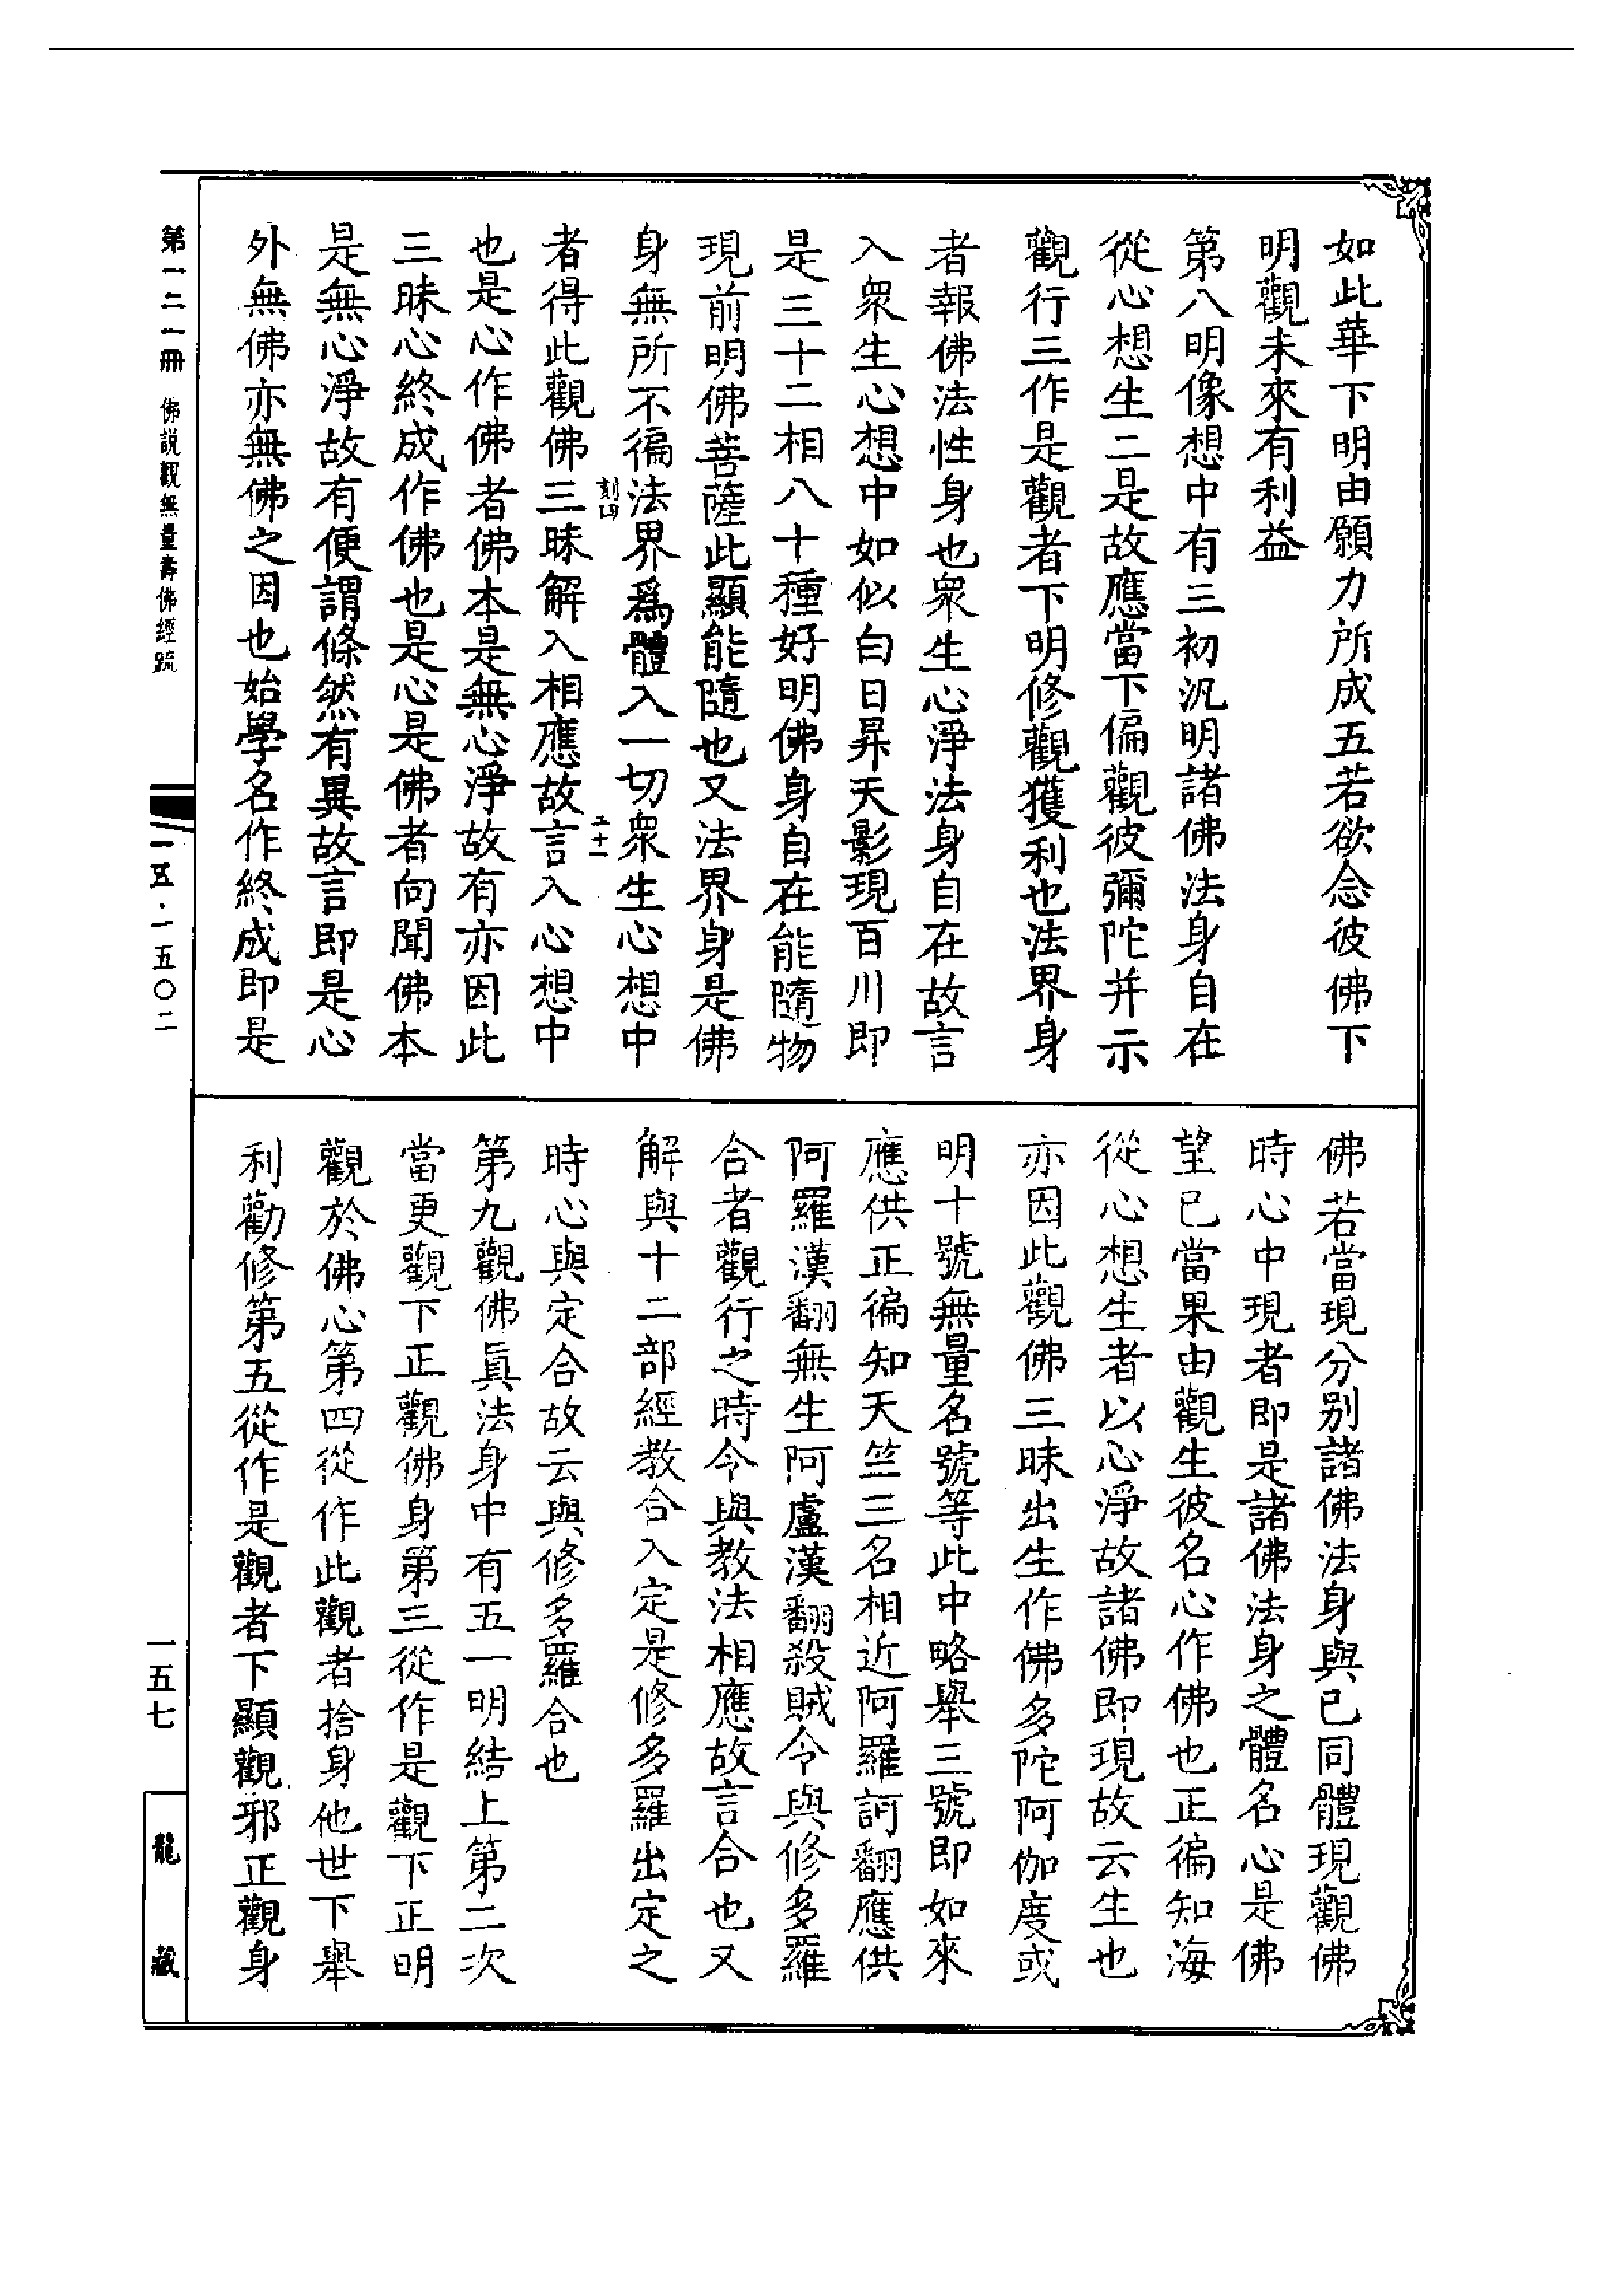 如此華下明由願力所成五若欲念彼佛下
明觀未來有利益
第八明像想中有三初汎明諸佛法身自在
從心想生二是故應當下偏觀彼彌陀并示
觀行三作是觀者下明修觀獲利也法界身
者報佛法性身也衆生心淨法身自在故言
入衆生心想中如似白日昇天影現百川即
是三十二相八十種好明佛身自在能隨物
現前明佛菩薩此顯能隨也又法界身是佛
身無所不徧法界爲體入一切衆生心想中
刻四
二十一
者得此觀佛三昧解入相應故言入心想中
也是心作佛者佛本是無心淨故有亦因此
三昧心終成作佛也是心是佛者向聞佛本
是無心淨故有便謂條然有異故言即是心
外無佛亦無佛之因也始學名作終成即是
佛若當現分别諸佛法身與已同體現觀佛
時心中現者即是諸佛法身之體名心是佛
望已當果由觀生彼名心作佛也正徧知海
從心想生者以心淨故諸佛即現故云生也
亦因此觀佛三昧出生作佛多陀阿伽度或
明十號無量名號等此中略舉三號即如來
應供正徧知天竺三名相近阿羅訶翻應供
阿羅漢翻無生阿盧漢翻殺賊令與修多羅
合者觀行之時令與教法相應故言合也又
解與十二部經教合入定是修多羅出定之
時心與定合故云與修多羅合也
第九觀佛眞法身中有五一明結上第二次
當更觀下正觀佛身第三從作是觀下正明
觀於佛心第四從作此觀者捨身他世下舉
利勸修第五從作是觀者下顯觀邪正觀身
第一二一冊 佛説觀無量壽佛經疏
一五·一五〇二
一五七
龍藏